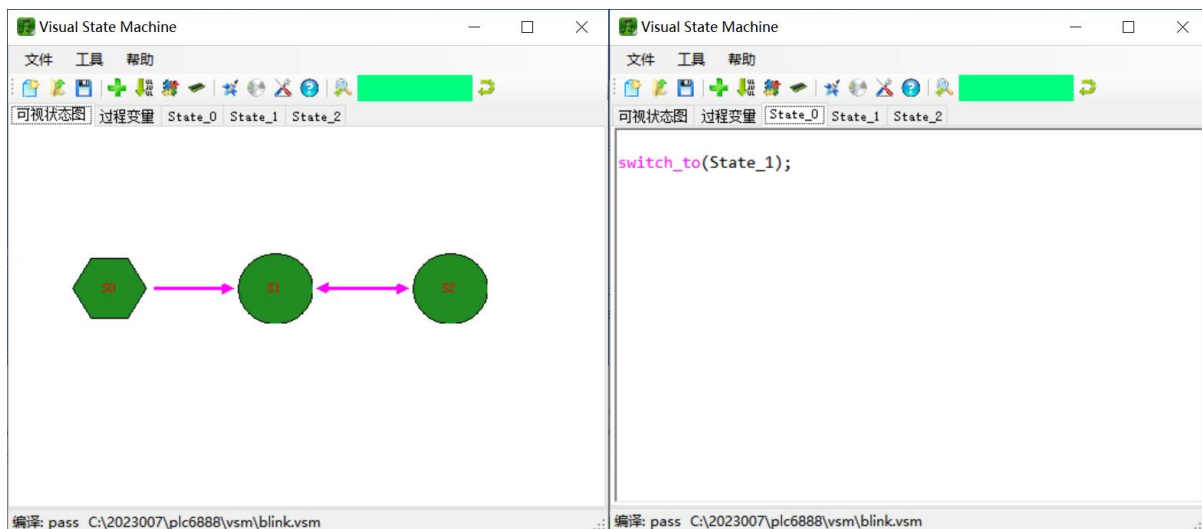 Visual State Machine
文件 工具 帮助
可视状态图 过程变量 State_0 State_1 State_2
S0 S1 S2
编译: pass C:\2023007\plc6888\vsm\blink.vsm
Visual State Machine
文件 工具 帮助
可视状态图 过程变量 State_0 State_1 State_2
switch_to(State_1);
编译: pass C:\2023007\plc6888\vsm\blink.vsm